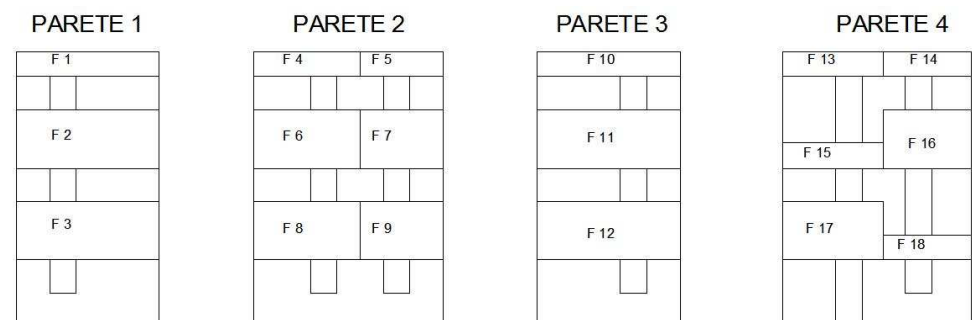 PARETE 1
PARETE 2
PARETE 3
PARETE 4
F 1
F 4
F 5
F 10
F 13
F 14
F 2
F 6
F 7
F 11
F 16
F 15
F 3
F 8
F 9
F 12
F 17
F 18